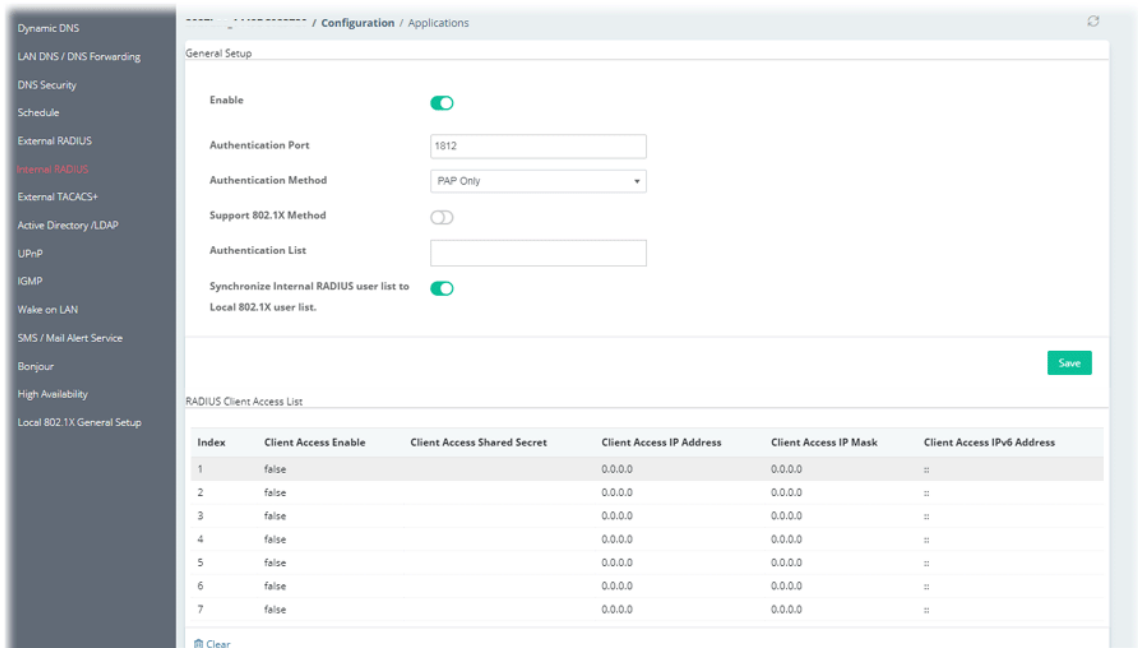 / Configuration / Applications
Dynamic DNS
LAN DNS / DNS Forwarding
DNS Security
Schedule
External RADIUS
Internal RADIUS
External TACACS+
Active Directory /LDAP
UPnP
IGMP
Wake on LAN
SMS / Mail Alert Service
Bonjour
High Availability
Local 802.1X General Setup
General Setup
Enable
Authentication Port 1812
Authentication Method PAP Only
Support 802.1X Method
Authentication List
Synchronize Internal RADIUS user list to
Local 802.1X user list.
Save
RADIUS Client Access List
Index Client Access Enable Client Access Shared Secret Client Access IP Address Client Access IP Mask Client Access IPv6 Address
1 false 0.0.0.0 0.0.0.0 ::
2 false 0.0.0.0 0.0.0.0 ::
3 false 0.0.0.0 0.0.0.0 ::
4 false 0.0.0.0 0.0.0.0 ::
5 false 0.0.0.0 0.0.0.0 ::
6 false 0.0.0.0 0.0.0.0 ::
7 false 0.0.0.0 0.0.0.0 ::
Clear